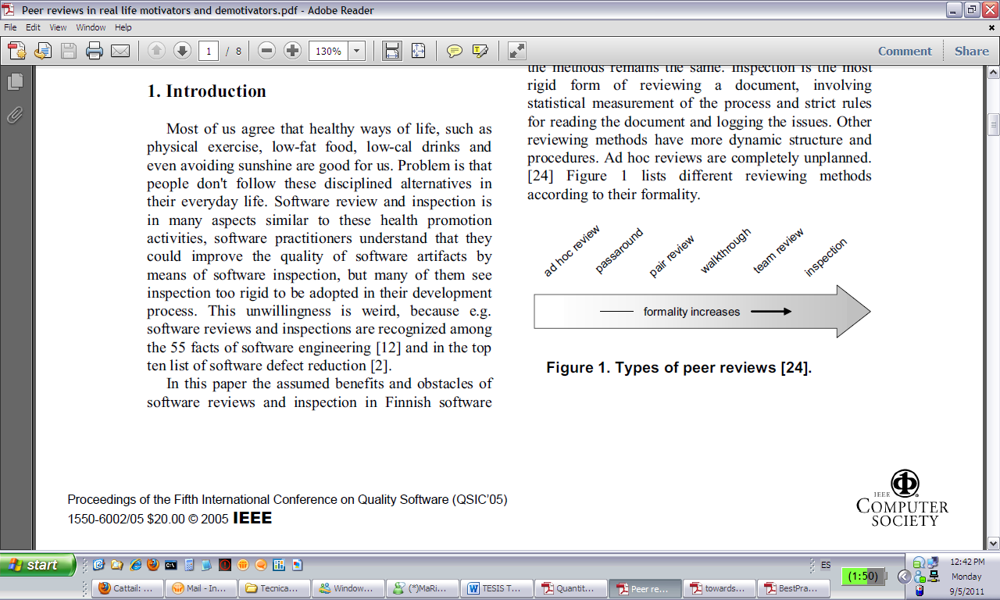 Peer reviews in real life motivators and demotivators.pdf - Adobe Reader
File Edit View Window Help
1 / 8 130% Comment Share
1. Introduction
Most of us agree that healthy ways of life, such as
physical exercise, low-fat food, low-cal drinks and
even avoiding sunshine are good for us. Problem is that
people don't follow these disciplined alternatives in
their everyday life. Software review and inspection is
in many aspects similar to these health promotion
activities, software practitioners understand that they
could improve the quality of software artifacts by
means of software inspection, but many of them see
inspection too rigid to be adopted in their development
process. This unwillingness is weird, because e.g.
software reviews and inspections are recognized among
the 55 facts of software engineering [12] and in the top
ten list of software defect reduction [2].
In this paper the assumed benefits and obstacles of
software reviews and inspection in Finnish software
the methods remains the same. Inspection is the most
rigid form of reviewing a document, involving
statistical measurement of the process and strict rules
for reading the document and logging the issues. Other
reviewing methods have more dynamic structure and
procedures. Ad hoc reviews are completely unplanned.
[24] Figure 1 lists different reviewing methods
according to their formality.
ad hoc review
passaround
pair review
walkthrough
team review
inspection
formality increases
Figure 1. Types of peer reviews [24].
Proceedings of the Fifth International Conference on Quality Software (QSIC'05)
1550-6002/05 $20.00 © 2005 IEEE
IEEE
COMPUTER
SOCIETY
start
ES
(1:50)
12:42 PM
Monday
9/5/2011
Cattail: ... Mail - In... Tecnica... Window... (*)MaRi... TESIS T... Quantit... Peer re... towards... BestPra...